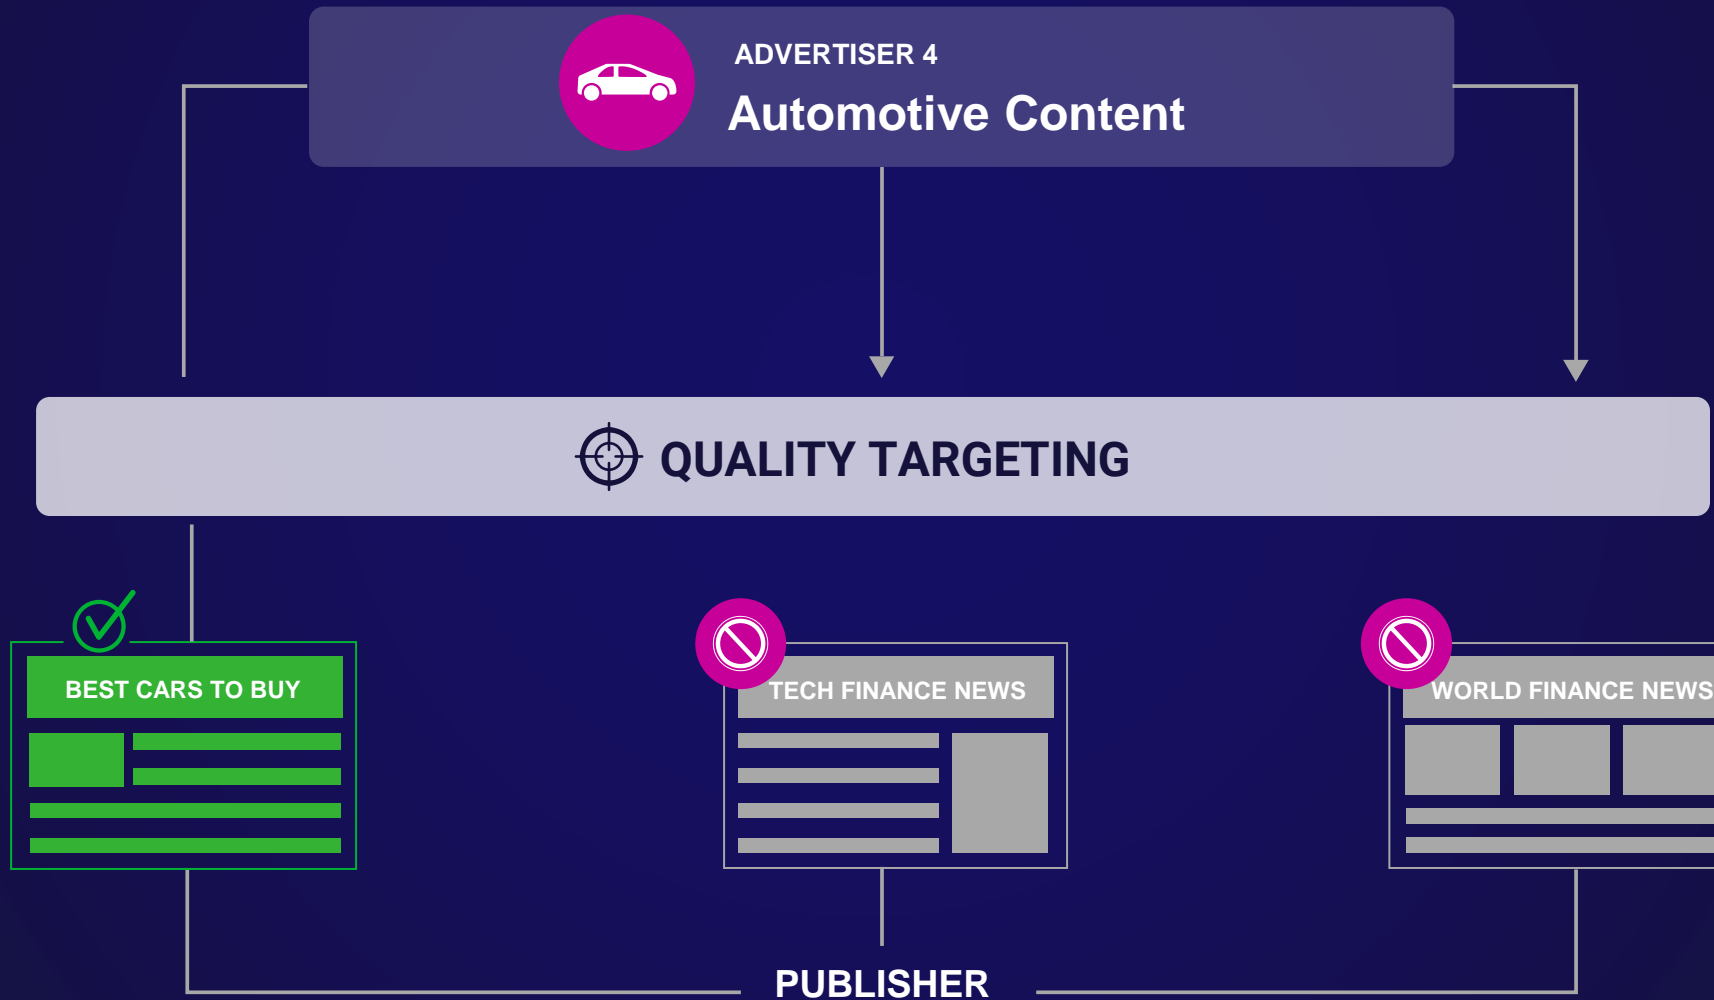 ADVERTISER 4
Automotive Content
QUALITY TARGETING
BEST CARS TO BUY
TECH FINANCE NEWS
WORLD FINANCE NEWS
PUBLISHER